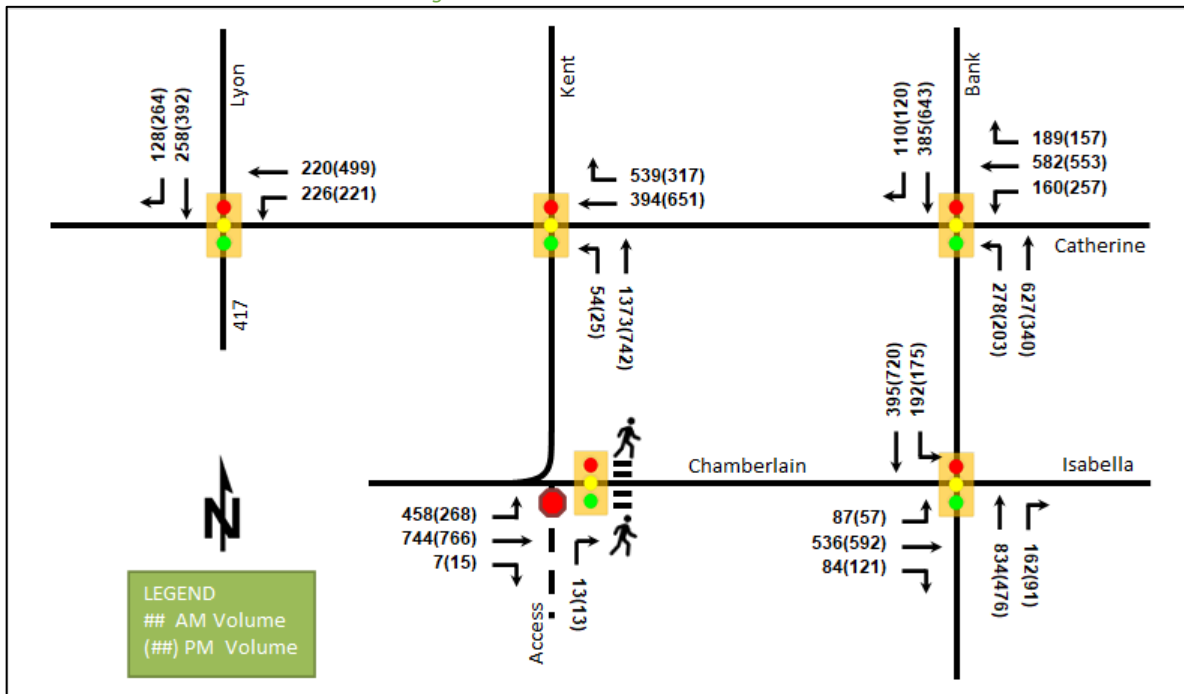 Lyon
Kent
Bank
128(264)
258(392)
220(499)
226(221)
539(317)
394(651)
110(120)
385(643)
189(157)
582(553)
160(257)
Catherine
417
54(25)
1373(742)
278(203)
627(340)
395(720)
192(175)
Chamberlain
Isabella
458(268)
744(766)
7(15)
13(13)
87(57)
536(592)
84(121)
834(476)
162(91)
N
Access
LEGEND
## AM Volume
(##) PM Volume